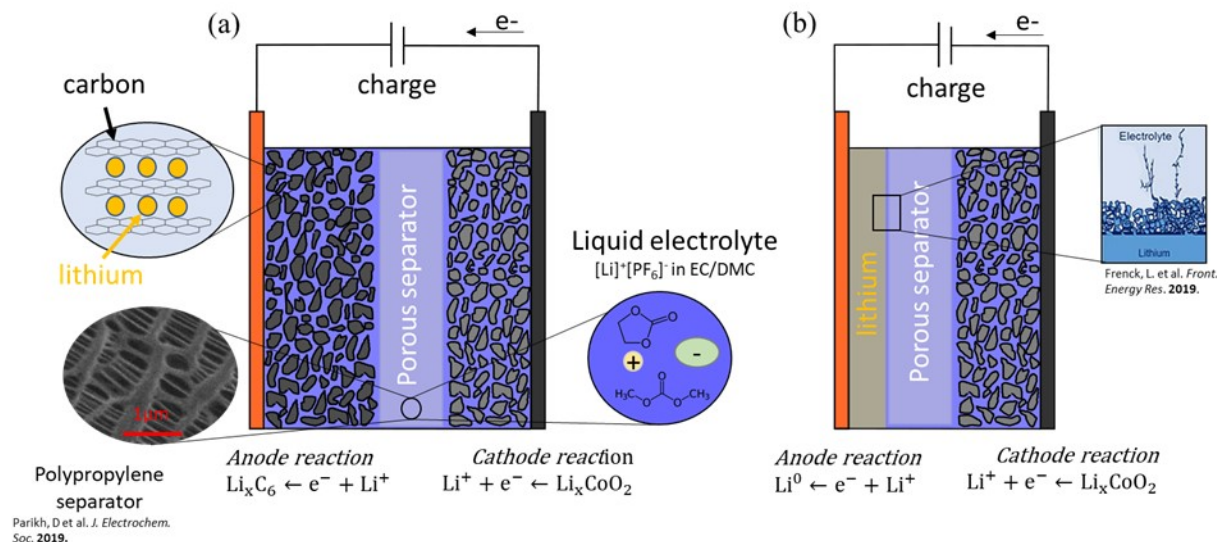 (a)
e-
charge
carbon
lithium
Porous separator
1μm
Polypropylene
separator
Parikh, D et al. J. Electrochem.
Soc. 2019.
Liquid electrolyte
[Li]⁺[PF₆]⁻ in EC/DMC
O
O
O
+
-
O
H₃C
O
O
CH₃
Anode reaction
LiₓC₆ ← e⁻ + Li⁺
Cathode reaction
Li⁺ + e⁻ ← LiₓCoO₂
(b)
e-
charge
lithium
Porous separator
Electrolyte
Lithium
Frenck, L. et al. Front.
Energy Res. 2019.
Anode reaction
Li⁰ ← e⁻ + Li⁺
Cathode reaction
Li⁺ + e⁻ ← LiₓCoO₂